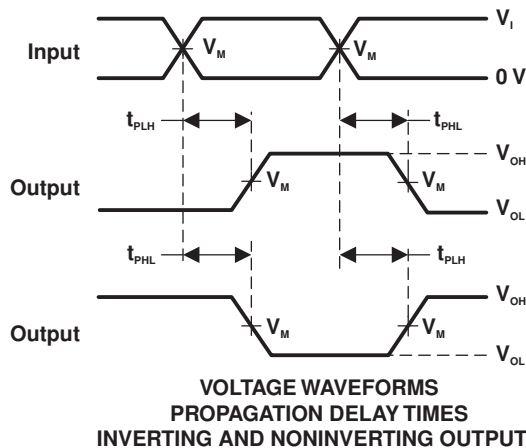 V_I
Input
V_M V_M
0 V
t_PLH t_PHL
V_OH
Output
V_M V_M
V_OL
t_PHL t_PLH
V_OH
Output
V_M V_M
V_OL
VOLTAGE WAVEFORMS
PROPAGATION DELAY TIMES
INVERTING AND NONINVERTING OUTPUT